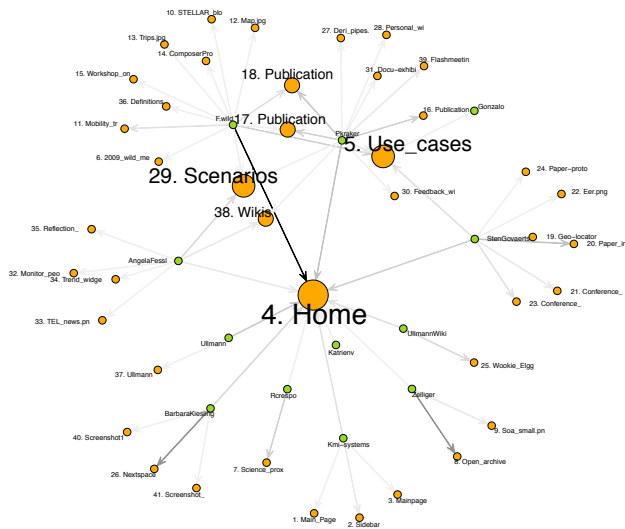 10. STELLAR_blo
12. Map.jpg
13. Trips.jpg
27. Deri_pipes.
28. Personal_wi
14. ComposerPro
39. Flashmeetin
31. Docu-exhibi
15. Workshop_on
18. Publication
36. Definitions_
16. Publication
Gonzalo
11. Mobility_tr
F.wild
17. Publication
Pkraker
5. Use_cases
6. 2009_wild_me
24. Paper-proto
29. Scenarios
30. Feedback_wi
22. Eer.png
38. Wikis
35. Reflection_
StenGovaerts
19. Geo-locator
20. Paper_in
AngelaFessl
32. Monitor_peo
34. Trend_widge
21. Conference_
23. Conference_
4. Home
33. TEL_news.pn
Ullmann
UllmannWiki
Katrienv
37. Ullmann
25. Wookie_Elgg
BarbaraKiesling
Rcrespo
Zeiliger
40. Screenshot1
Kmi-systems
9. Soa_small.pn
26. Nextspace
7. Science_prox
8. Open_archive
41. Screenshot_
3. Mainpage
1. Main_Page
2. Sidebar